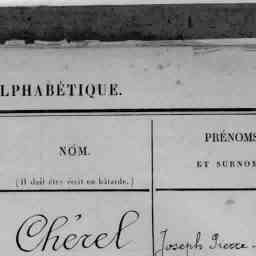 LPHABÉTIQUE.
NOM.
(Il doit être écrit en bâtarde.)
PRÉNOMS
ET SURNOM
Chérel
Joseph Pierre